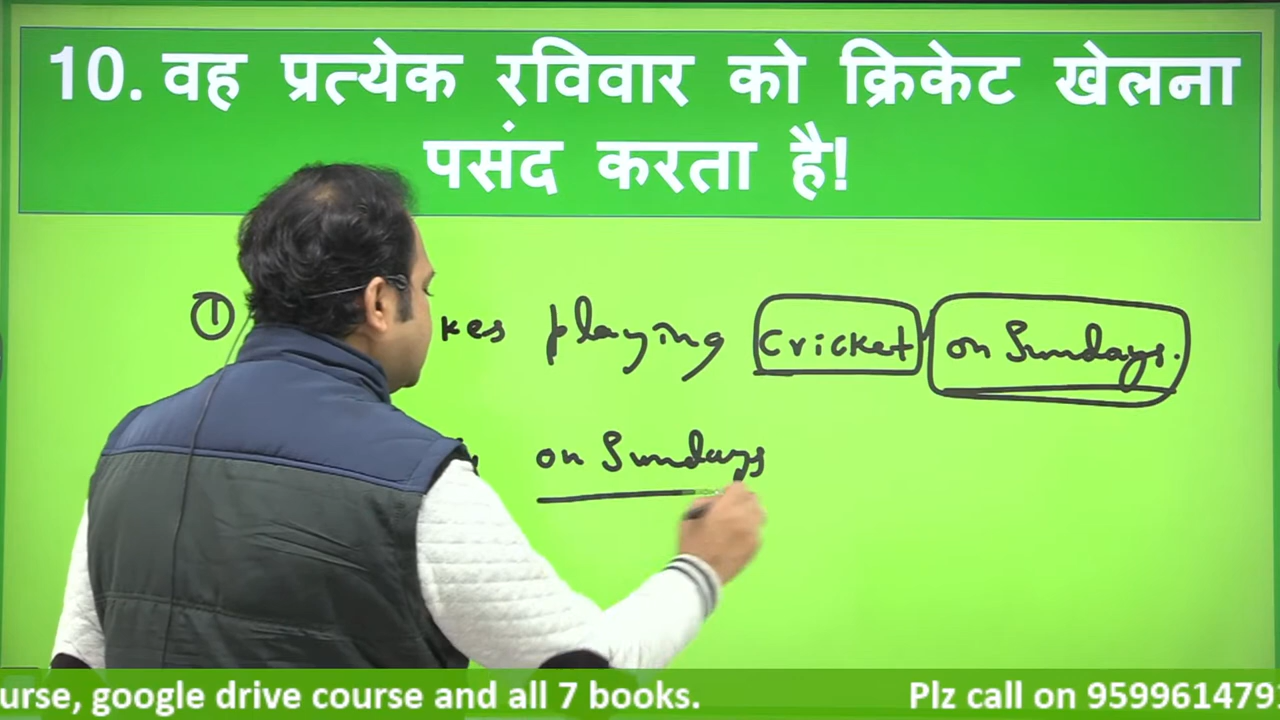 10. वह प्रत्येक रविवार को क्रिकेट खेलना
पसंद करता है!
① kes playing cricket on Sundays.
on Sundays
urse, google drive course and all 7 books. Plz call on 959961479